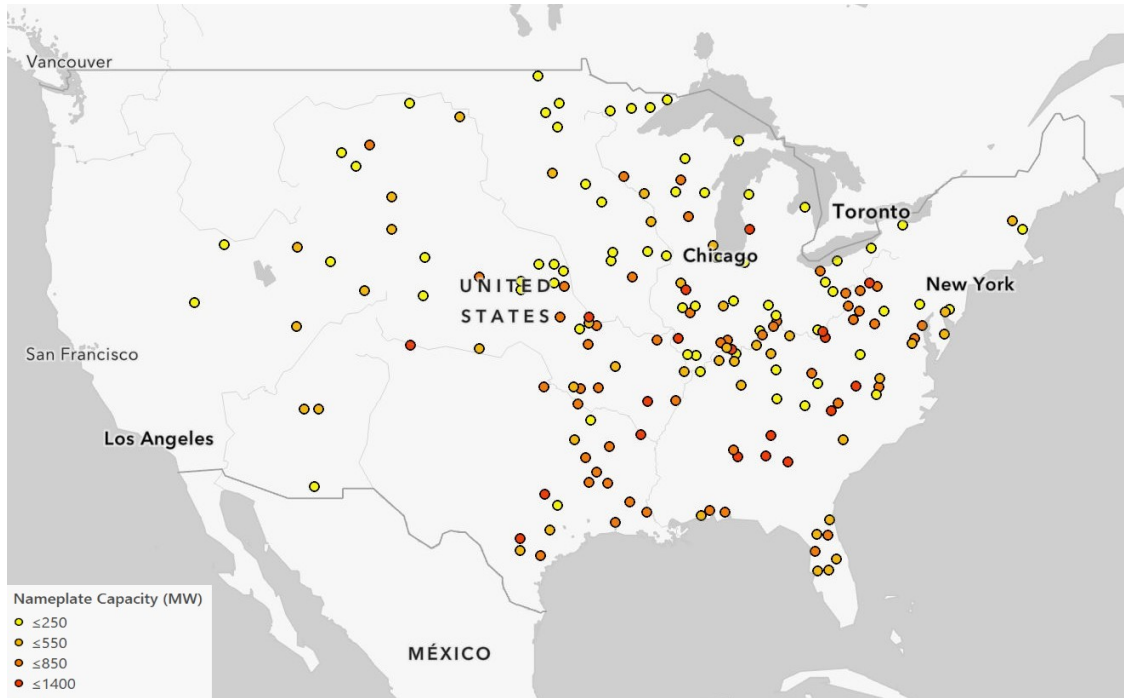 Vancouver
Toronto
Chicago
UNITED
New York
STATES
San Francisco
Los Angeles
Nameplate Capacity (MW)
≤250
≤550
≤850
≤1400
MÉXICO